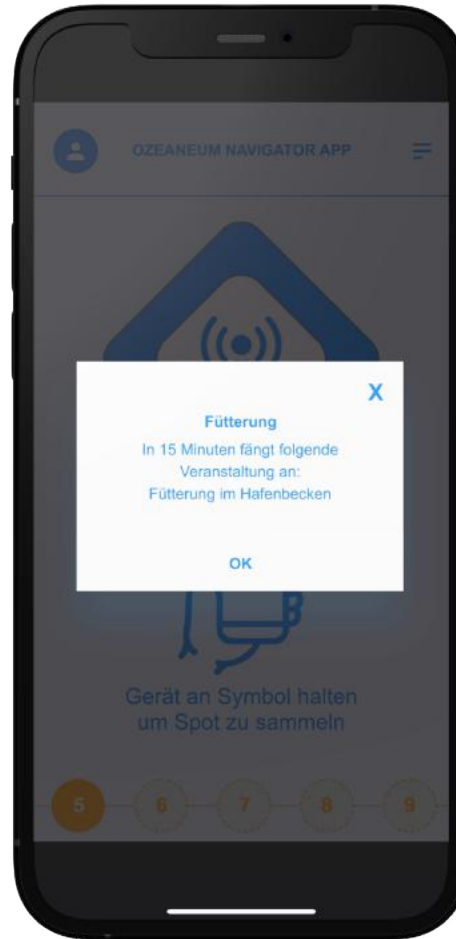 OZEANEUM NAVIGATOR APP
X
Fütterung
In 15 Minuten fängt folgende
Veranstaltung an:
Fütterung im Hafenbecken
OK
Gerät an Symbol halten
um Spot zu sammeln
5 6 7 8 9